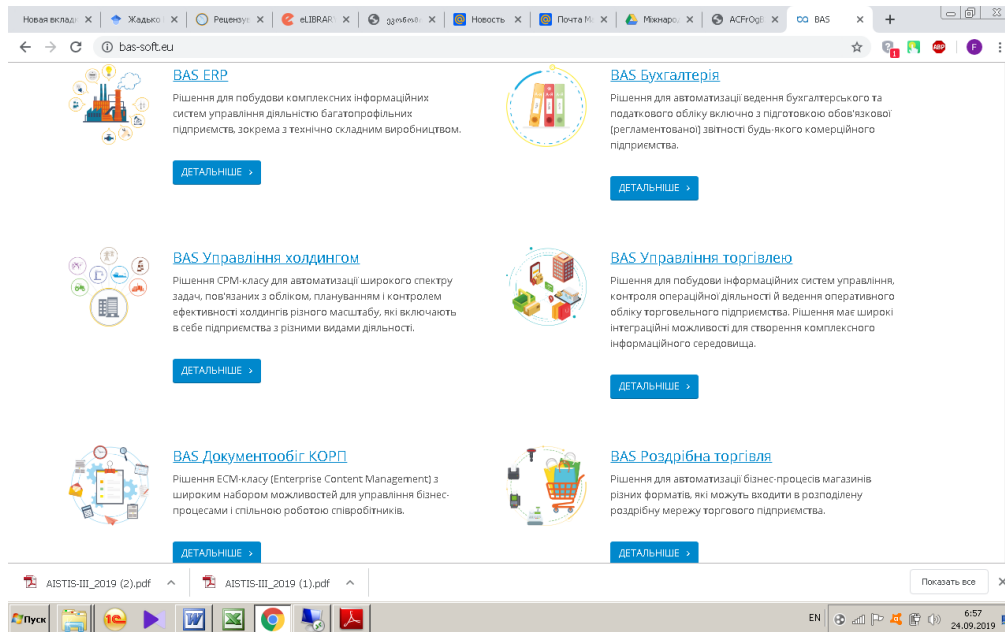 Новая вклад
Жадько
Рецензує
eLIBRAR
ეკონომი
Новость
Почта M
Міжнаро
ACFrOgB
BAS
bas-soft.eu
BAS ERP
Рішення для побудови комплексних інформаційних
систем управління діяльністю багатопрофільних
підприємств, зокрема з технічно складним виробництвом.
ДЕТАЛЬНІШЕ
BAS Бухгалтерія
Рішення для автоматизації ведення бухгалтерського та
податкового обліку включно з підготовкою обов'язкової
(регламентованої) звітності будь-якого комерційного
підприємства.
ДЕТАЛЬНІШЕ
BAS Управління холдингом
Рішення CPM-класу для автоматизації широкого спектру
задач, пов'язаних з обліком, плануванням і контролем
ефективності холдингів різного масштабу, які включають
в себе підприємства з різними видами діяльності.
ДЕТАЛЬНІШЕ
BAS Управління торгівлею
Рішення для побудови інформаційних систем управління,
контроля операційної діяльності й ведення оперативного
обліку торговельного підприємства. Рішення має широкі
інтеграційні можливості для створення комплексного
інформаційного середовища.
ДЕТАЛЬНІШЕ
BAS Документообіг КОРП
Рішення ECM-класу (Enterprise Content Management) з
широким набором можливостей для управління бізнес-
процесами і спільною роботою співробітників.
ДЕТАЛЬНІШЕ
BAS Роздрібна торгівля
Рішення для автоматизації бізнес-процесів магазинів
різних форматів, які можуть входити в розподілену
роздрібну мережу торгового підприємства.
ДЕТАЛЬНІШЕ
AISTIS-III_2019 (2).pdf
AISTIS-III_2019 (1).pdf
Показать все
Пуск
EN
6:57
24.09.2019